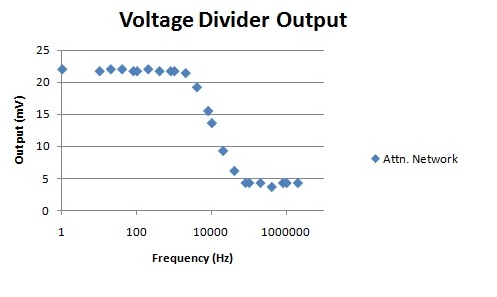 Voltage Divider Output
25
20
15
10
5
0
Output (mV)
1 100 10000 1000000
Frequency (Hz)
Attn. Network